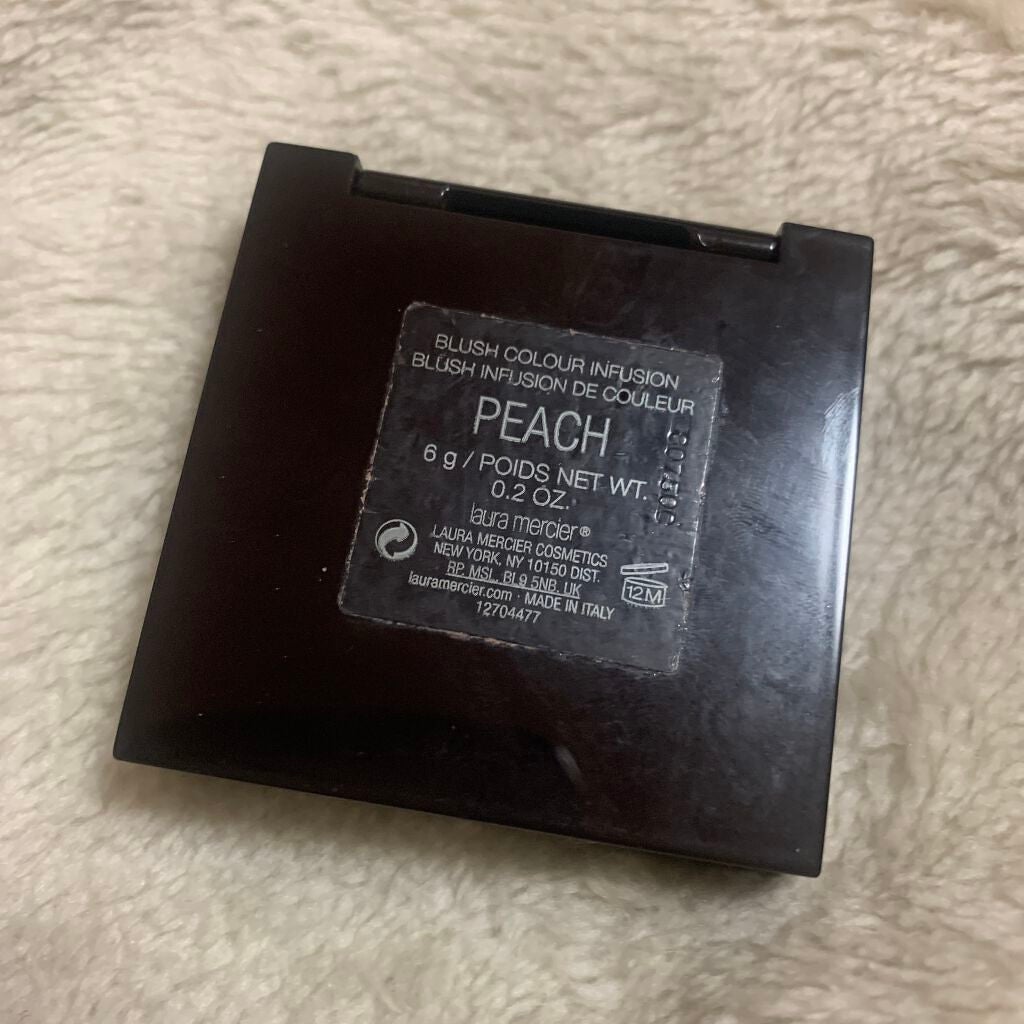 BLUSH COLOUR INFUSION
BLUSH INFUSION DE COULEUR
PEACH
6 g / POIDS NET WT.
0.2 OZ.
laura mercier®
LAURA MERCIER COSMETICS
NEW YORK, NY 10150 DIST.
RP, MSL, BL9 5NB, UK
lauramercier.com · MADE IN ITALY
12704477
12M